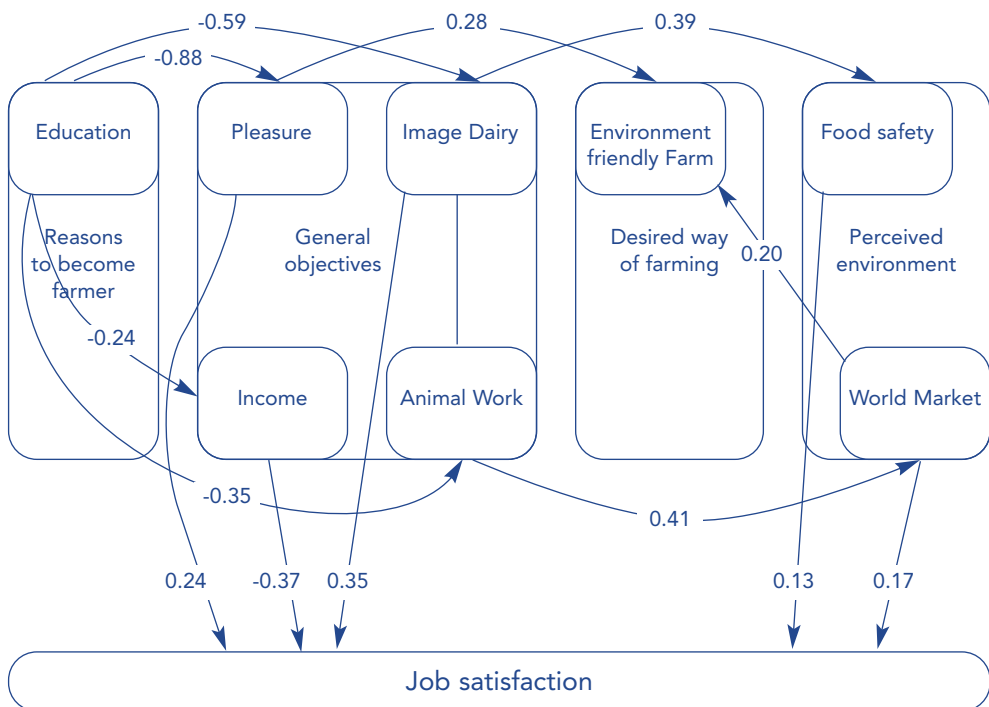 -0.59
0.28
0.39
-0.88
Education
Pleasure
Image Dairy
Environment
friendly Farm
Food safety
Reasons
to become
farmer
General
objectives
Desired way
of farming
0.20
Perceived
environment
-0.24
Income
Animal Work
World Market
-0.35
0.41
0.24
-0.37
0.35
0.13
0.17
Job satisfaction